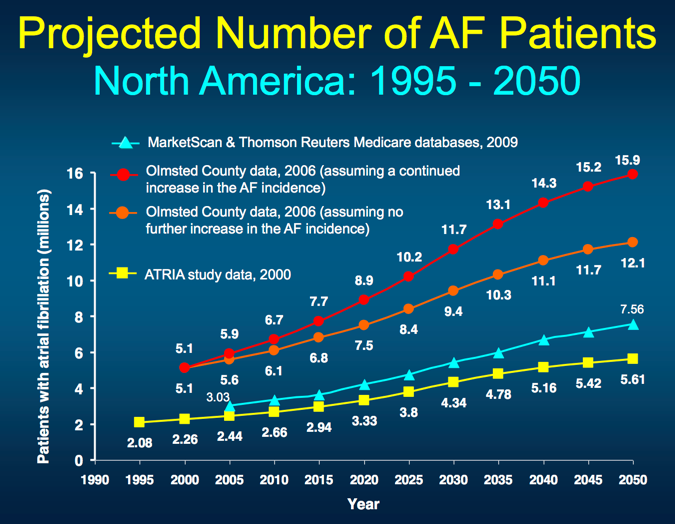 Projected Number of AF Patients
North America: 1995 - 2050
MarketScan & Thomson Reuters Medicare databases, 2009
Olmsted County data, 2006 (assuming a continued
increase in the AF incidence)
Olmsted County data, 2006 (assuming no
further increase in the AF incidence)
ATRIA study data, 2000
Patients with atrial fibrillation (millions)
16
14
12
10
8
6
4
2
0
5.1 5.9 6.7 7.7 8.9 10.2 11.7 13.1 14.3 15.2 15.9
5.1 5.6 6.1 6.8 7.5 8.4 9.4 10.3 11.1 11.7 12.1
3.03 7.56
2.08 2.26 2.44 2.66 2.94 3.33 3.8 4.34 4.78 5.16 5.42 5.61
1990 1995 2000 2005 2010 2015 2020 2025 2030 2035 2040 2045 2050
Year